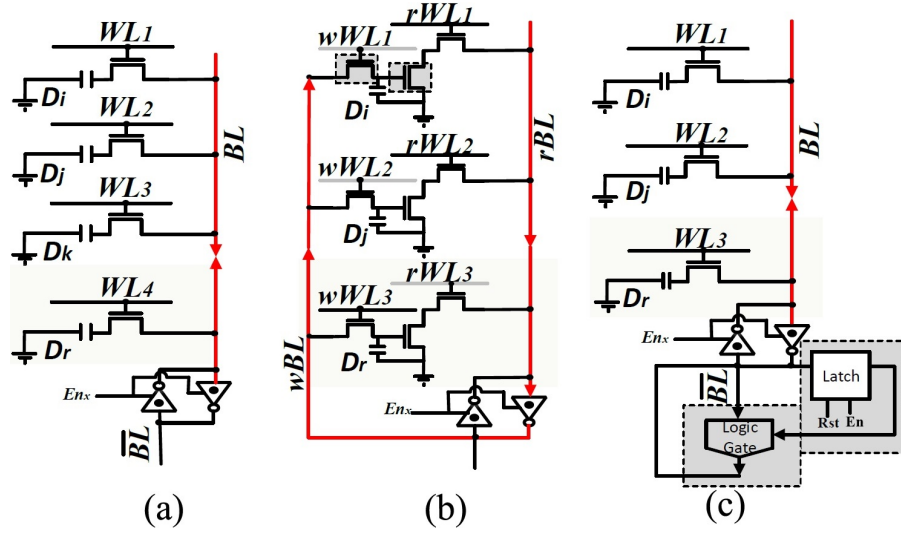 WL1
Di
WL2
Dj
WL3
Dk
WL4
Dr
BL
Enx
BL
(a)
rWL1
wWL1
Di
rWL2
wWL2
Dj
rWL3
wWL3
Dr
rBL
wBL
Enx
(b)
WL1
Di
WL2
Dj
WL3
Dr
BL
Enx
BL
Latch
Rst En
Logic
Gate
(c)